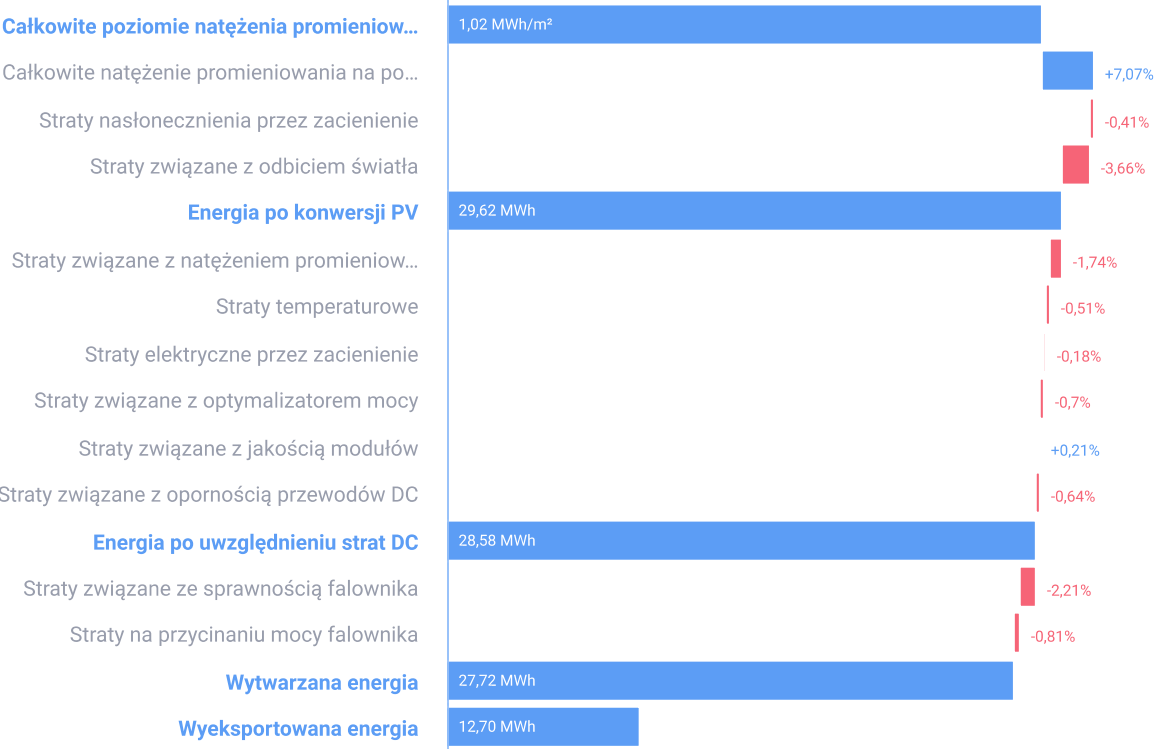 Całkowite poziomie natężenia promieniow... 1,02 MWh/m²
Całkowite natężenie promieniowania na po... +7,07%
Straty nasłonecznienia przez zacienienie -0,41%
Straty związane z odbiciem światła -3,66%
Energia po konwersji PV 29,62 MWh
Straty związane z natężeniem promieniow... -1,74%
Straty temperaturowe -0,51%
Straty elektryczne przez zacienienie -0,18%
Straty związane z optymalizatorem mocy -0,7%
Straty związane z jakością modułów +0,21%
Straty związane z opornością przewodów DC -0,64%
Energia po uwzględnieniu strat DC 28,58 MWh
Straty związane ze sprawnością falownika -2,21%
Straty na przycinaniu mocy falownika -0,81%
Wytwarzana energia 27,72 MWh
Wyeksportowana energia 12,70 MWh